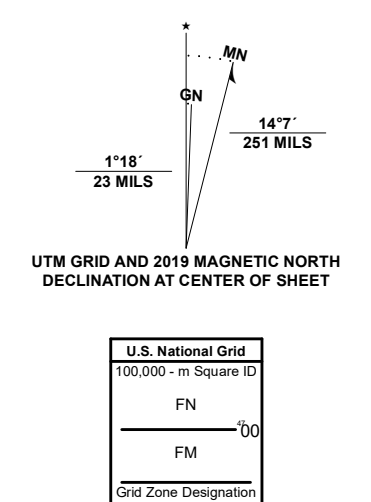 ★
MN
GN
14°7´
251 MILS
1°18´
23 MILS
UTM GRID AND 2019 MAGNETIC NORTH
DECLINATION AT CENTER OF SHEET
U.S. National Grid
100,000 - m Square ID
FN
4700
FM
Grid Zone Designation